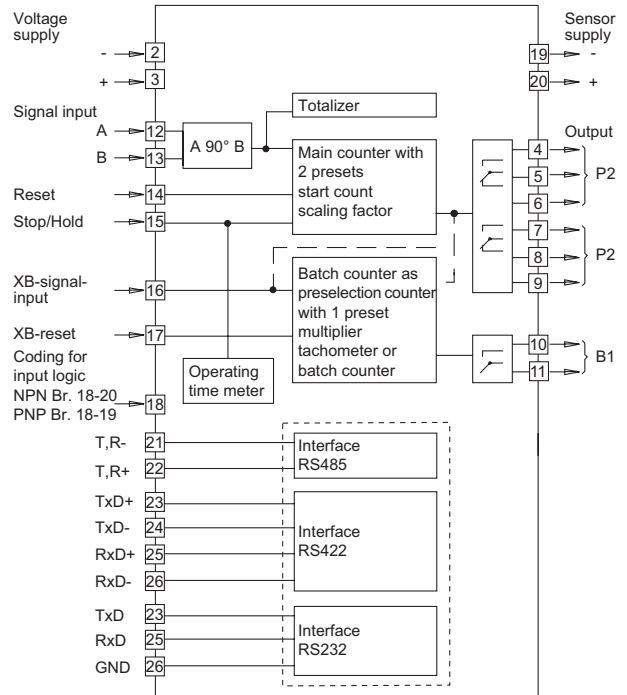 Voltage
supply
- 2
+ 3
Signal input
A 12
B 13
A 90° B
Reset 14
Stop/Hold 15
XB-signal-
input 16
XB-reset 17
Coding for
input logic
NPN Br. 18-20
PNP Br. 18-19
18
Totalizer
Main counter with
2 presets
start count
scaling factor
Batch counter as
preselection counter
with 1 preset
multiplier
tachometer or
batch counter
Operating
time meter
Sensor
supply
19 -
20 +
Output
4
5
6
P2
7
8
9
P2
10
11
B1
T,R- 21
T,R+ 22
Interface
RS485
TxD+ 23
TxD- 24
RxD+ 25
RxD- 26
Interface
RS422
TxD 23
RxD 25
GND 26
Interface
RS232